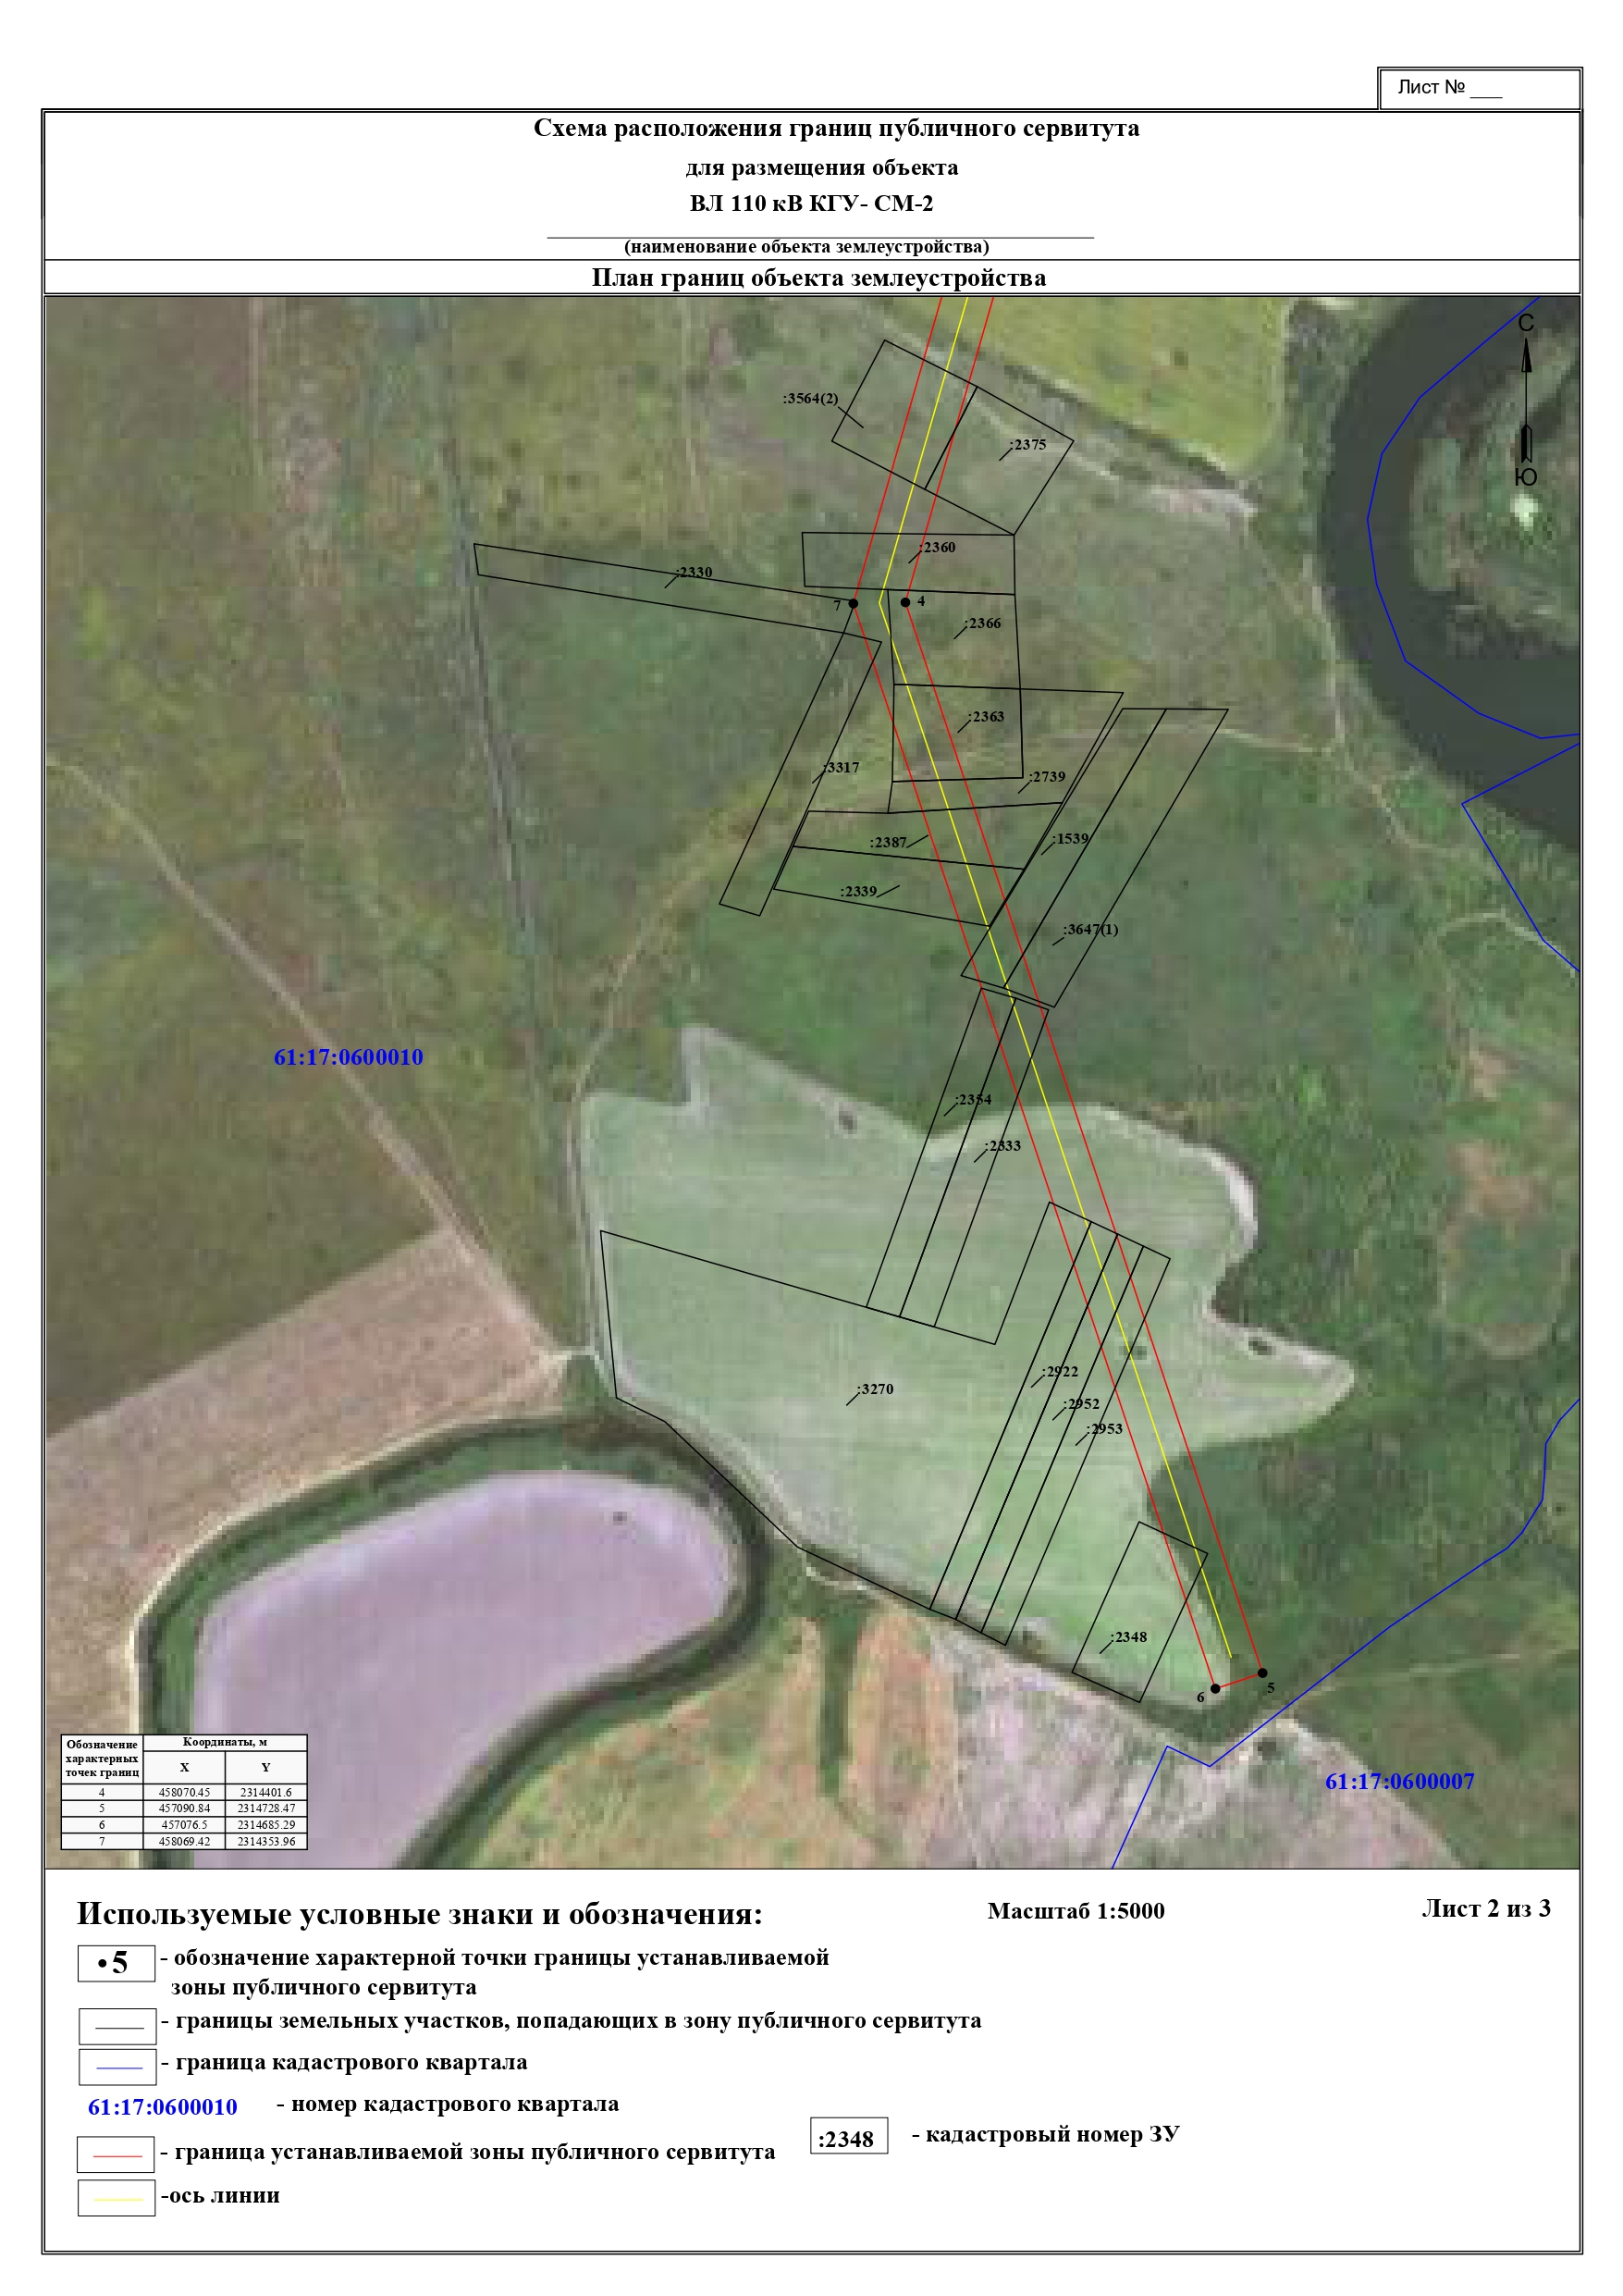 Лист № ___
Схема расположения границ публичного сервитута
для размещения объекта
ВЛ 110 кВ КГУ- СМ-2
(наименование объекта землеустройства)
План границ объекта землеустройства
С
Ю
:3564(2)
:2375
:2360
:2330
7
4
:2366
:2363
:3317
:2739
:2387
:1539
:2339
:3647(1)
61:17:0600010
:2354
:2333
:2922
:3270
:2952
:2953
:2348
6
5
61:17:0600007
Обозначение характерных точек границ
Координаты, м
X Y
4 458070.45 2314401.6
5 457090.84 2314728.47
6 457076.5 2314685.29
7 458069.42 2314353.96
Используемые условные знаки и обозначения:
Масштаб 1:5000
Лист 2 из 3
•5 - обозначение характерной точки границы устанавливаемой
зоны публичного сервитута
- границы земельных участков, попадающих в зону публичного сервитута
- граница кадастрового квартала
61:17:0600010 - номер кадастрового квартала
:2348 - кадастровый номер ЗУ
- граница устанавливаемой зоны публичного сервитута
-ось линии